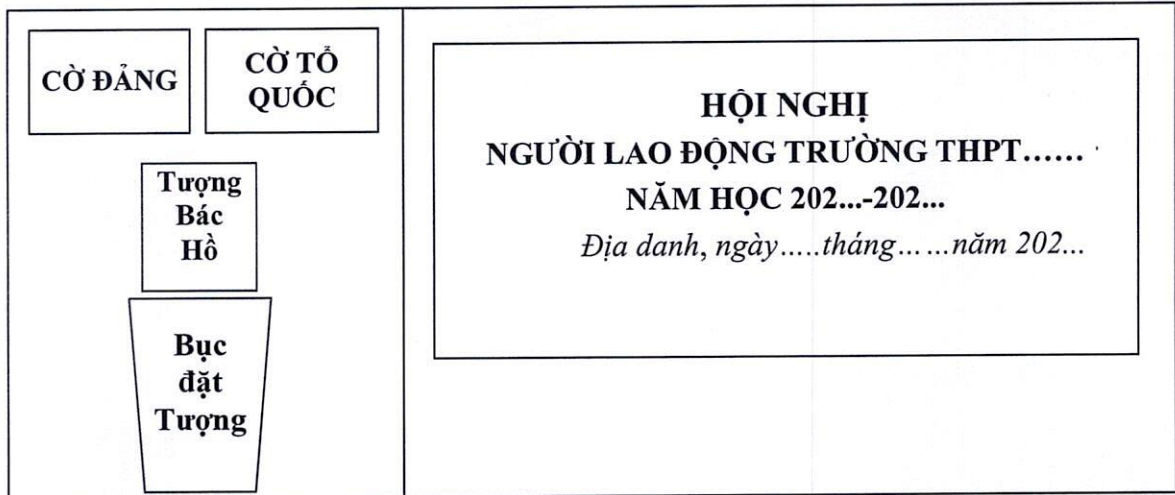 CỜ ĐẢNG
CỜ TỔ
QUỐC
Tượng
Bác
Hồ
Bục
đặt
Tượng
HỘI NGHỊ
NGƯỜI LAO ĐỘNG TRƯỜNG THPT......
NĂM HỌC 202...-202...
Địa danh, ngày.....tháng......năm 202...